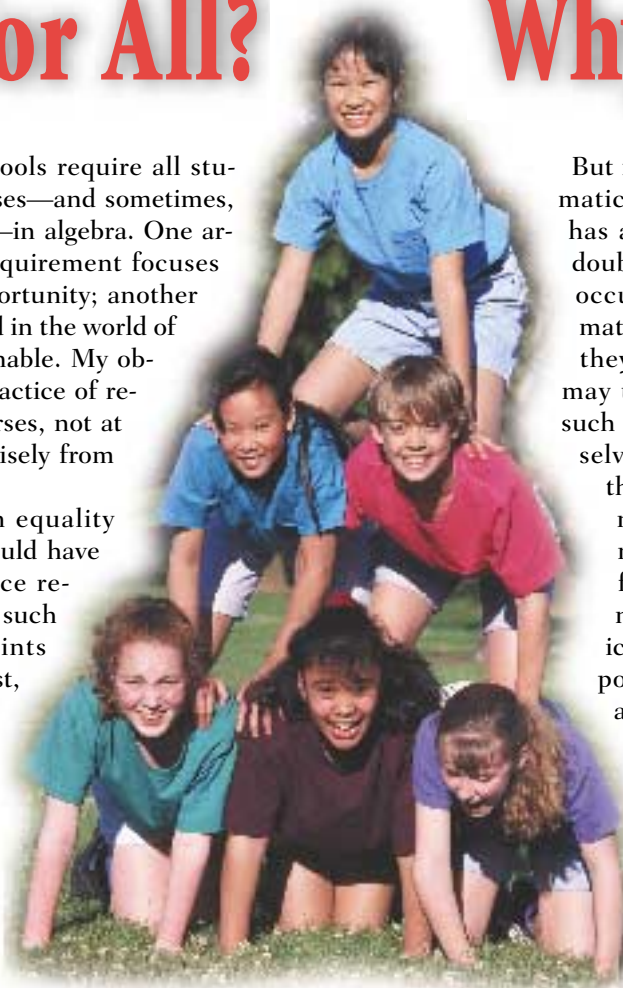 or All?
Wh
ools require all stu-
ses—and sometimes,
—in algebra. One ar-
quirement focuses
ortunity; another
l in the world of
nable. My ob-
actice of re-
rses, not at
isely from
n equality
uld have
ce re-
such
ints
st,
But
matic
has a
doub
occu
mat
they
may
such
selv
th
ic
po
a